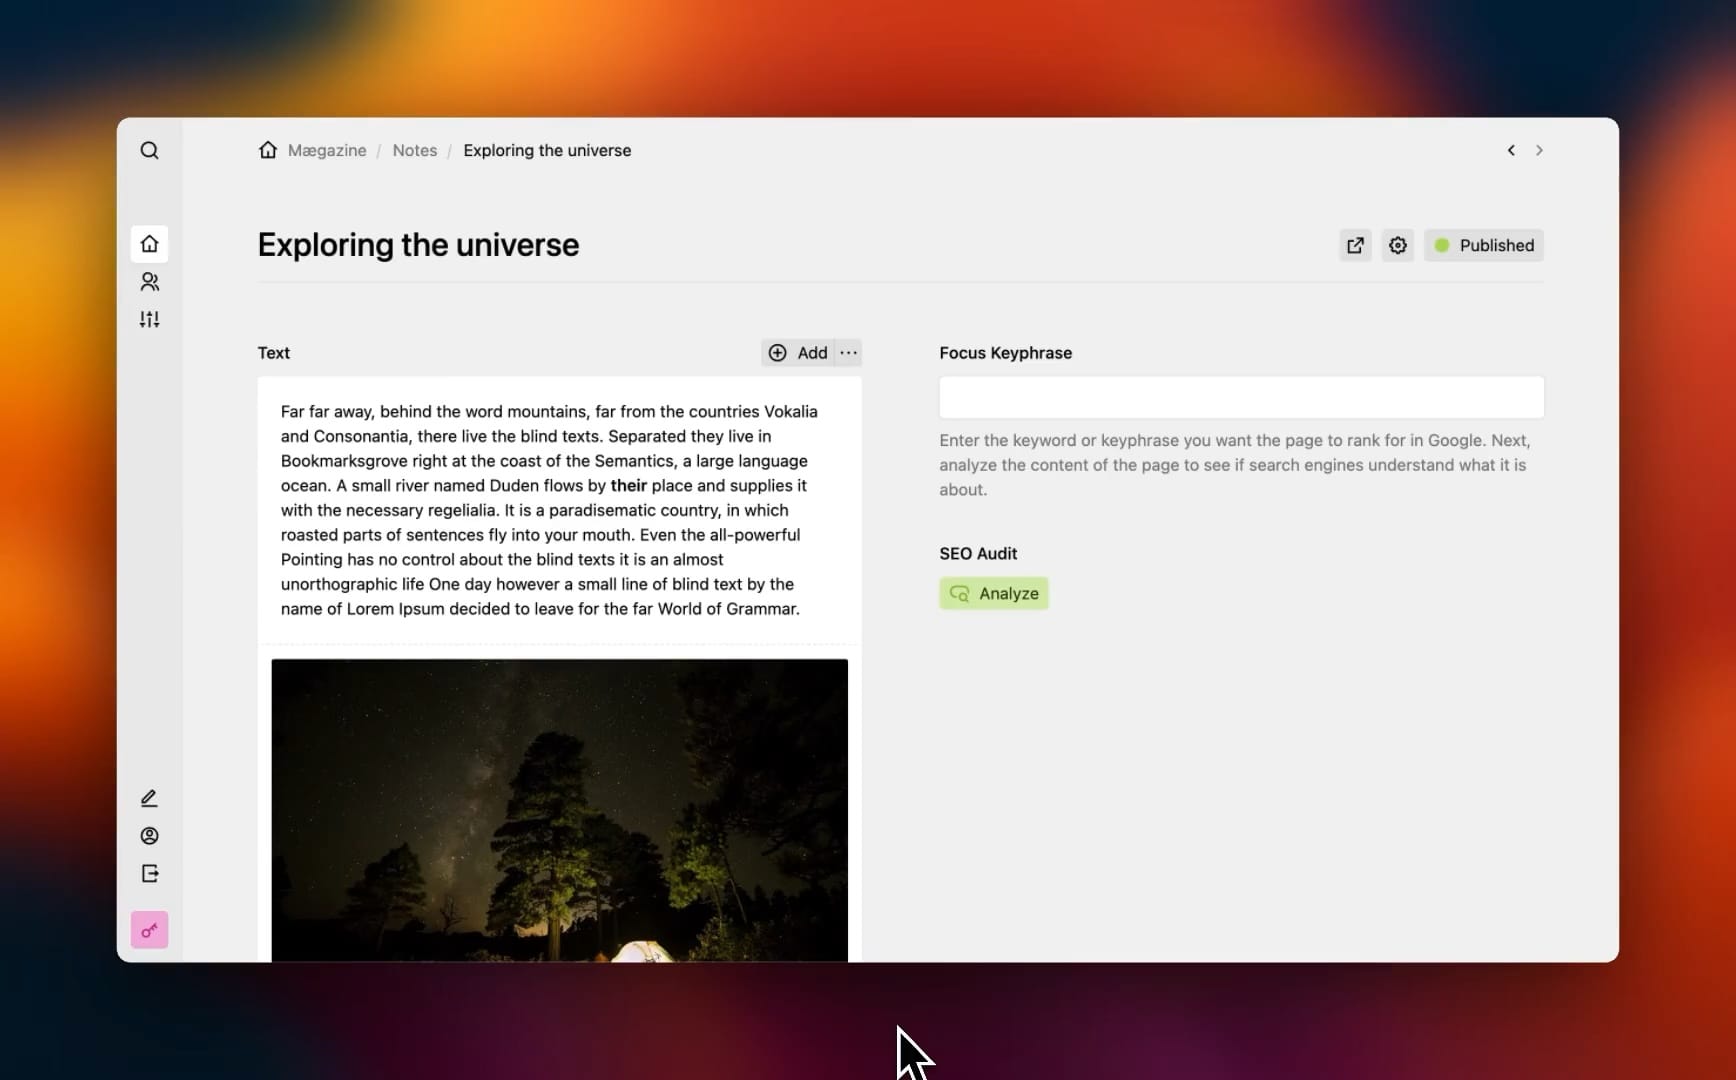 Mægazine / Notes / Exploring the universe
Exploring the universe
Published
Text
Add
Far far away, behind the word mountains, far from the countries Vokalia
and Consonantia, there live the blind texts. Separated they live in
Bookmarksgrove right at the coast of the Semantics, a large language
ocean. A small river named Duden flows by their place and supplies it
with the necessary regelialia. It is a paradisematic country, in which
roasted parts of sentences fly into your mouth. Even the all-powerful
Pointing has no control about the blind texts it is an almost
unorthographic life One day however a small line of blind text by the
name of Lorem Ipsum decided to leave for the far World of Grammar.
Focus Keyphrase
Enter the keyword or keyphrase you want the page to rank for in Google. Next,
analyze the content of the page to see if search engines understand what it is
about.
SEO Audit
Analyze